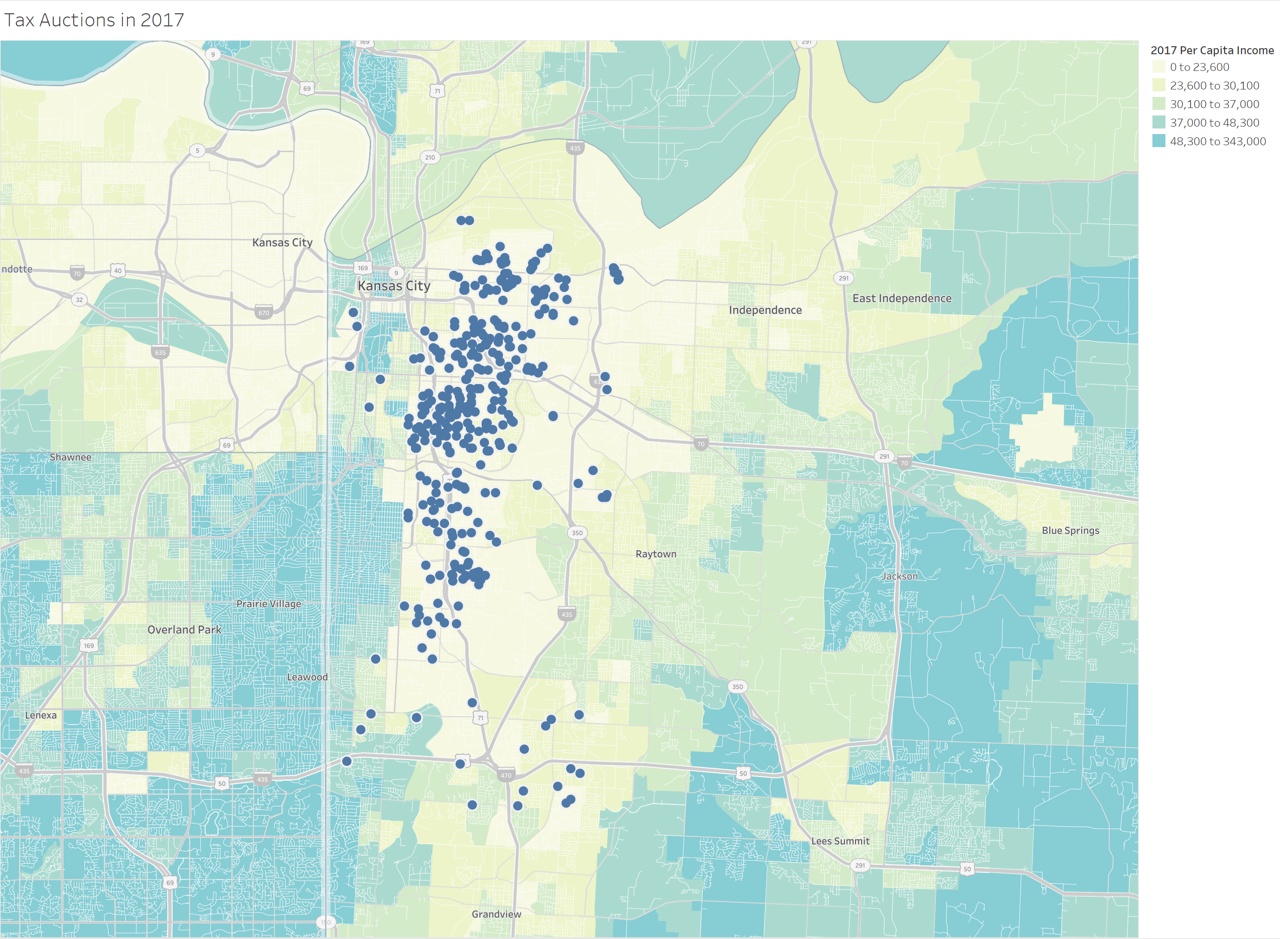 Tax Auctions in 2017
2017 Per Capita Income
0 to 23,600
23,600 to 30,100
30,100 to 37,000
37,000 to 48,300
48,300 to 343,000
169
291
9
69
71
5
210
435
Kansas City
ndotte
70
40
169
9
Kansas City
291
East Independence
32
670
Independence
635
69
Shawnee
70
291
70
350
Blue Springs
Raytown
Jackson
Prairie Village
435
Overland Park
169
Leawood
350
Lenexa
71
435
50
435
470
50
Lees Summit
291
50
69
Grandview